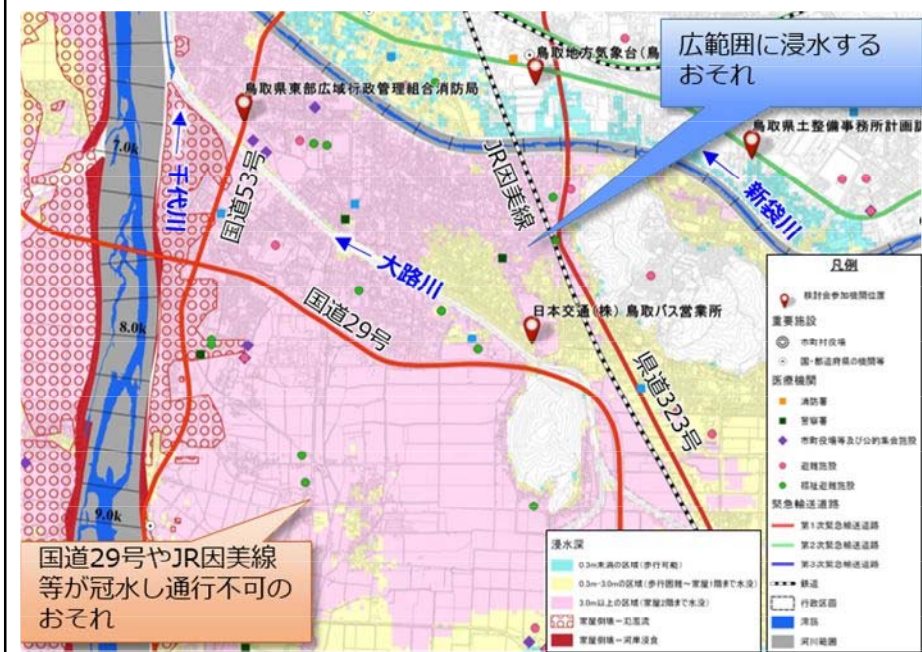 広範囲に浸水する
おそれ
鳥取地方気象台(鳥
鳥取県東部広域行政管理組合消防局
鳥取県土整備事務所計画調
7.0k
千代川
国道53号
JR因美線
新袋川
大路川
国道29号
日本交通(株) 鳥取バス営業所
8.0k
県道323号
9.0k
国道29号やJR因美線
等が冠水し通行不可の
おそれ
浸水深
0.3m未満の区域(歩行可能)
0.3m-3.0mの区域(歩行困難~家屋1階まで水没)
3.0m以上の区域(家屋2階まで水没)
家屋倒壊-氾濫流
家屋倒壊-河岸浸食
凡例
検討会参加機関位置
重要施設
市町村役場
国・都道府県の機関等
医療機関
消防署
警察署
市町役場等及び公的集会施設
避難施設
福祉避難施設
緊急輸送道路
第1次緊急輸送道路
第2次緊急輸送道路
第3次緊急輸送道路
鉄道
行政区図
澪筋
河川範囲